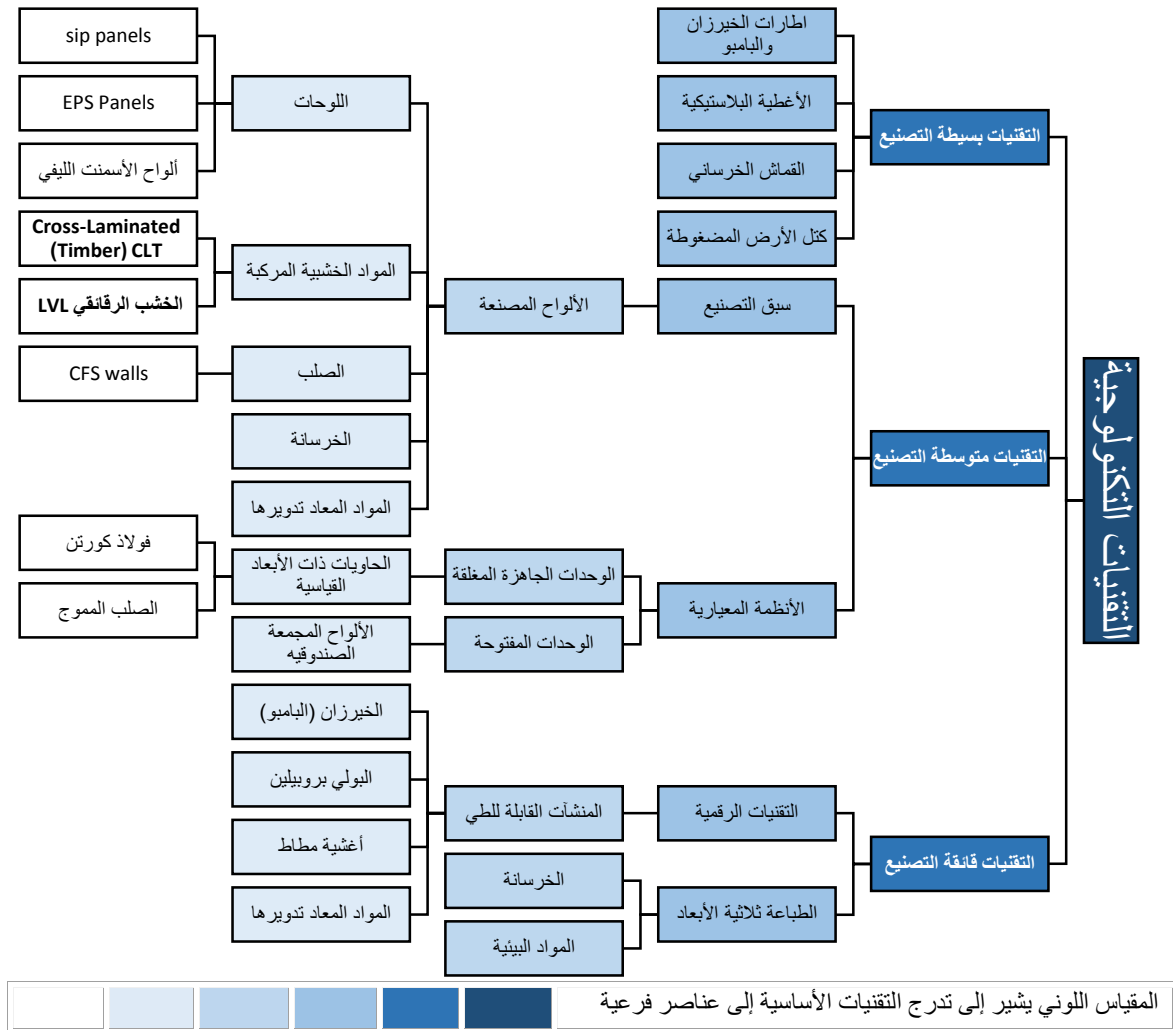 التقنيات التكنولوجية
التقنيات بسيطة التصنيع
اطارات الخيرزان
والبامبو
الأغطية البلاستيكية
القماش الخرساني
كتل الأرض المضغوطة
التقنيات متوسطة التصنيع
سبق التصنيع
الألواح المصنعة
اللوحات
sip panels
EPS Panels
ألواح الأسمنت الليفي
المواد الخشبية المركبة
Cross-Laminated
(Timber) CLT
الخشب الرقائقي LVL
الصلب
CFS walls
الخرسانة
المواد المعاد تدويرها
الأنظمة المعيارية
الوحدات الجاهزة المغلقة
الحاويات ذات الأبعاد
القياسية
فولاذ كورتن
الصلب المموج
الوحدات المفتوحة
الألواح المجمعة
الصندوقيه
التقنيات فائقة التصنيع
التقنيات الرقمية
المنشآت القابلة للطي
الخيرزان (البامبو)
البولي بروبيلين
أغشية مطاط
المواد المعاد تدويرها
الطباعة ثلاثية الأبعاد
الخرسانة
المواد البيئية
المقياس اللوني يشير إلى تدرج التقنيات الأساسية إلى عناصر فرعية